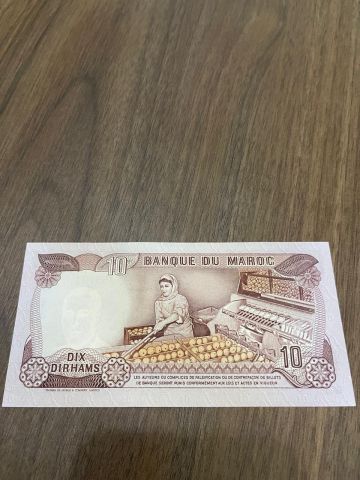 10 BANQUE DU MAROC
DIX
DIRHAMS
10
LES AUTEURS OU COMPLICES DE FALSIFICATION OU DE CONTREFAÇON DE BILLETS
DE BANQUE SERONT PUNIS CONFORMÉMENT AUX LOIS ET ACTES EN VIGUEUR